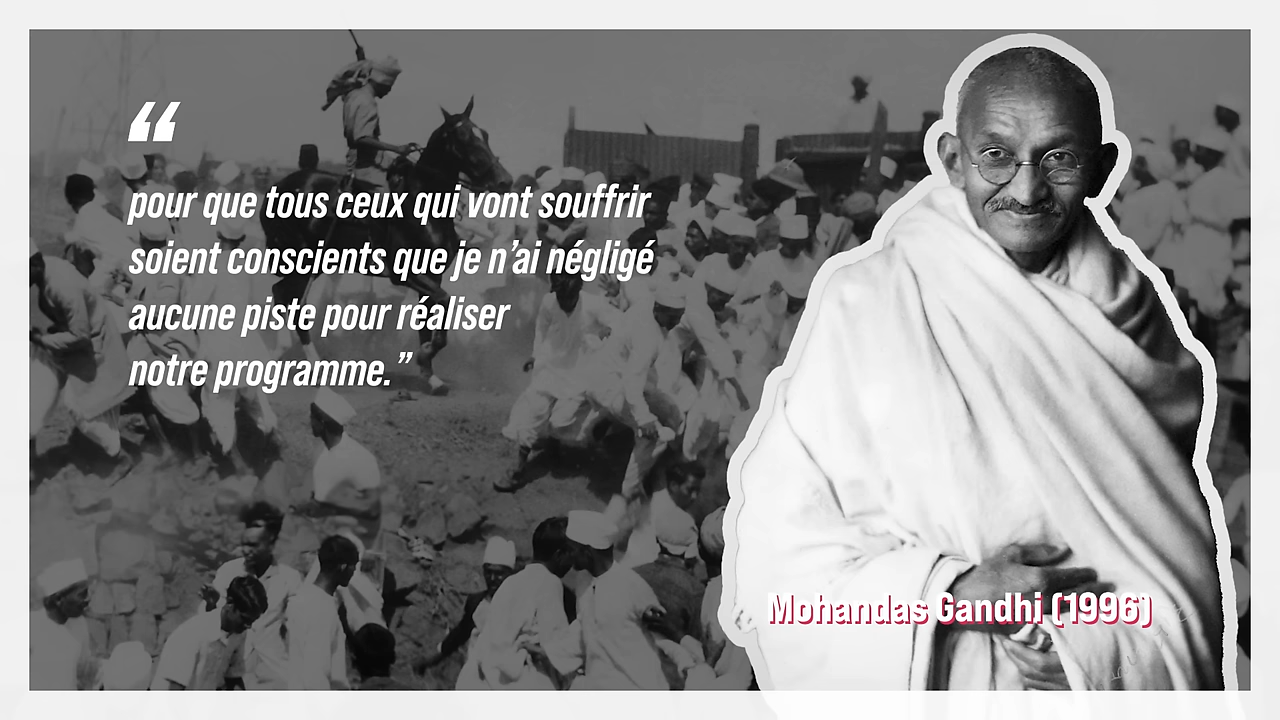 “
pour que tous ceux qui vont souffrir
soient conscients que je n’ai négligé
aucune piste pour réaliser
notre programme.”
Mohandas Gandhi (1996)